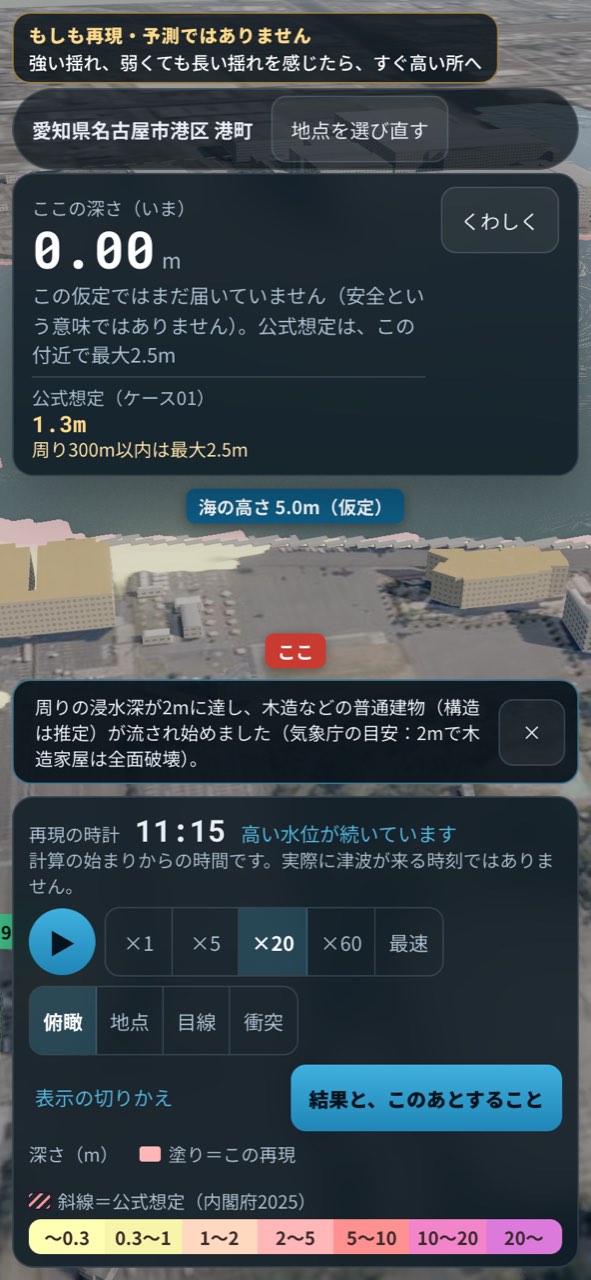 もしも再現・予測ではありません
強い揺れ、弱くても長い揺れを感じたら、すぐ高い所へ
愛知県名古屋市港区 港町
地点を選び直す
ここの深さ（いま）
くわしく
0.00 m
この仮定ではまだ届いていません（安全とい
う意味ではありません）。公式想定は、この
付近で最大2.5m
公式想定（ケース01）
1.3m
周り300m以内は最大2.5m
海の高さ 5.0m（仮定）
ここ
周りの浸水深が2mに達し、木造などの普通建物（構造
は推定）が流され始めました（気象庁の目安：2mで木
造家屋は全面破壊）。
×
再現の時計 11:15 高い水位が続いています
計算の始まりからの時間です。実際に津波が来る時刻ではありま
せん。
9
×1 ×5 ×20 ×60 最速
俯瞰 地点 目線 衝突
表示の切りかえ
結果と、このあとすること
深さ（m） 塗り＝この再現
斜線＝公式想定（内閣府2025）
〜0.3 0.3〜1 1〜2 2〜5 5〜10 10〜20 20〜